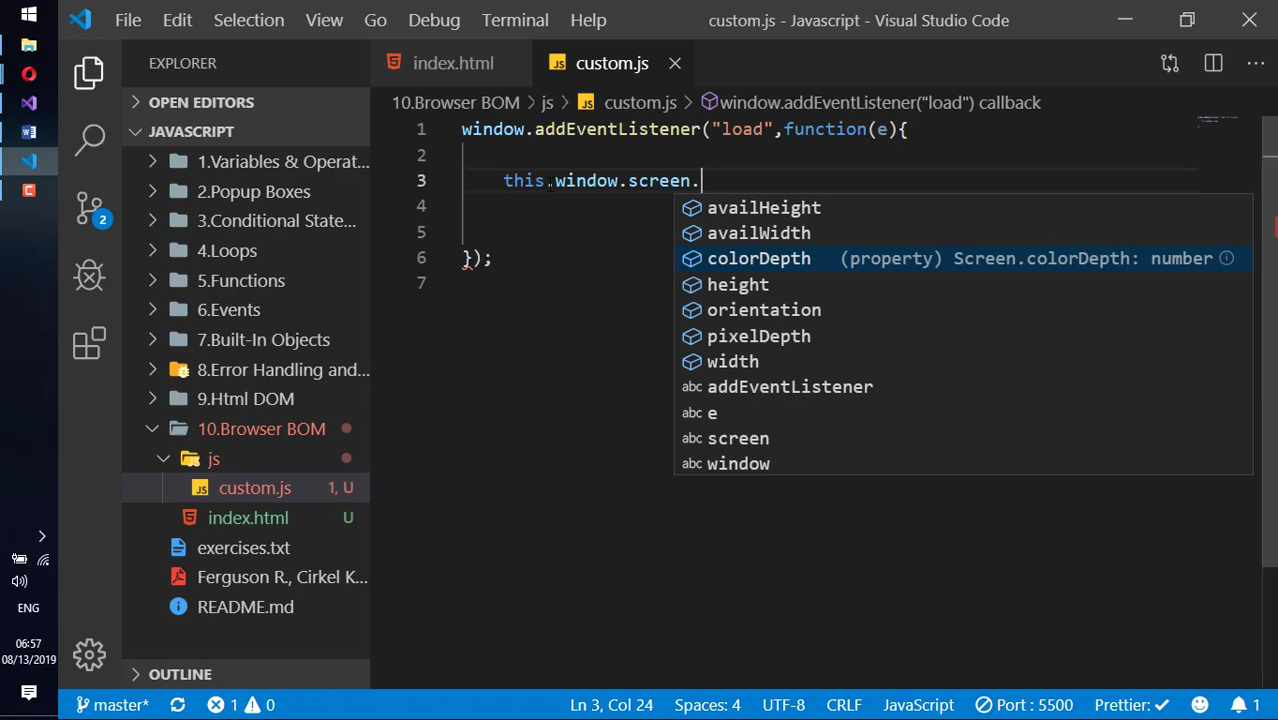 File Edit Selection View Go Debug Terminal Help custom.js - Javascript - Visual Studio Code
EXPLORER
index.html
JS custom.js
OPEN EDITORS
10.Browser BOM > js > JS custom.js > window.addEventListener("load") callback
JAVASCRIPT
1.Variables & Operat...
2.Popup Boxes
3.Conditional State...
4.Loops
5.Functions
6.Events
7.Built-In Objects
8.Error Handling and...
9.Html DOM
10.Browser BOM
js
JS custom.js 1, U
index.html U
exercises.txt
Ferguson R., Cirkel K...
README.md
OUTLINE
1 window.addEventListener("load",function(e){
2
3 this.window.screen.
4
5
6 });
7
availHeight
availWidth
colorDepth (property) Screen.colorDepth: number
height
orientation
pixelDepth
width
abc addEventListener
abc e
abc screen
abc window
2
ENG
06:57
08/13/2019
master* 1 0 Ln 3, Col 24 Spaces: 4 UTF-8 CRLF JavaScript Port : 5500 Prettier: ✓ 1